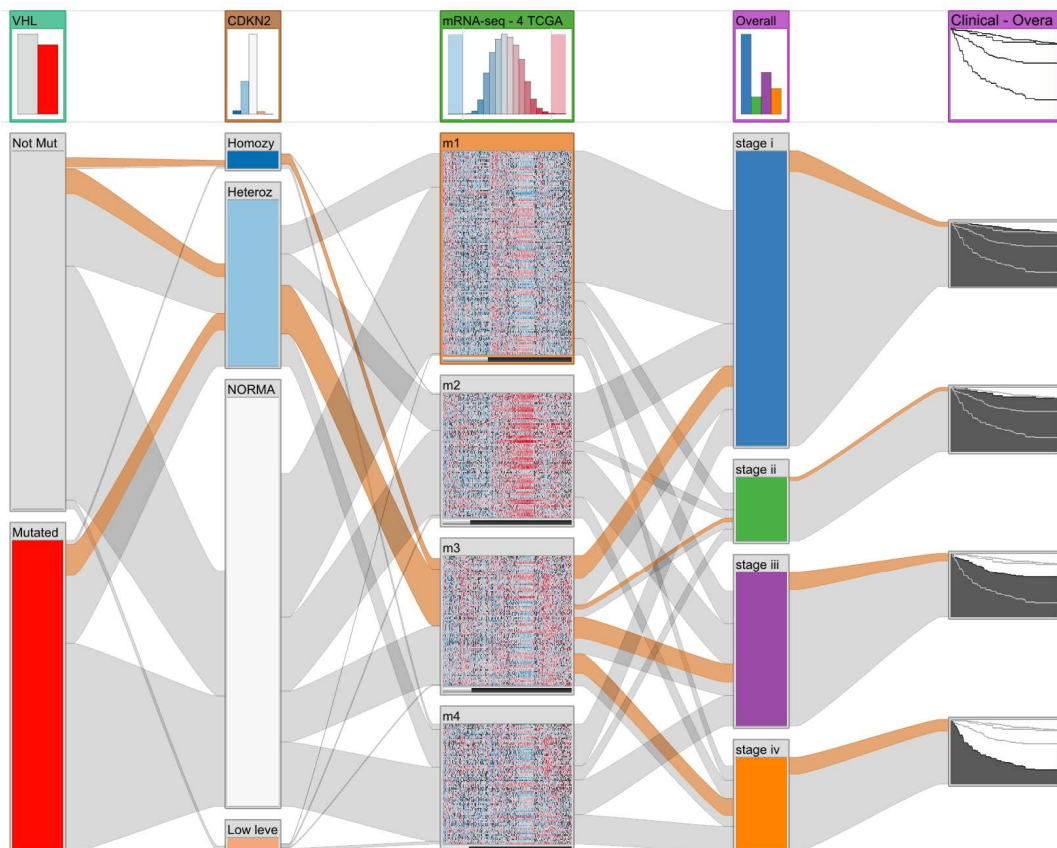 VHL
CDKN2
mRNA-seq - 4 TCGA
Overall
Clinical - Overa
Not Mut
Homozy
m1
stage i
Heteroz
m2
NORMA
stage ii
Mutated
m3
stage iii
m4
stage iv
Low leve